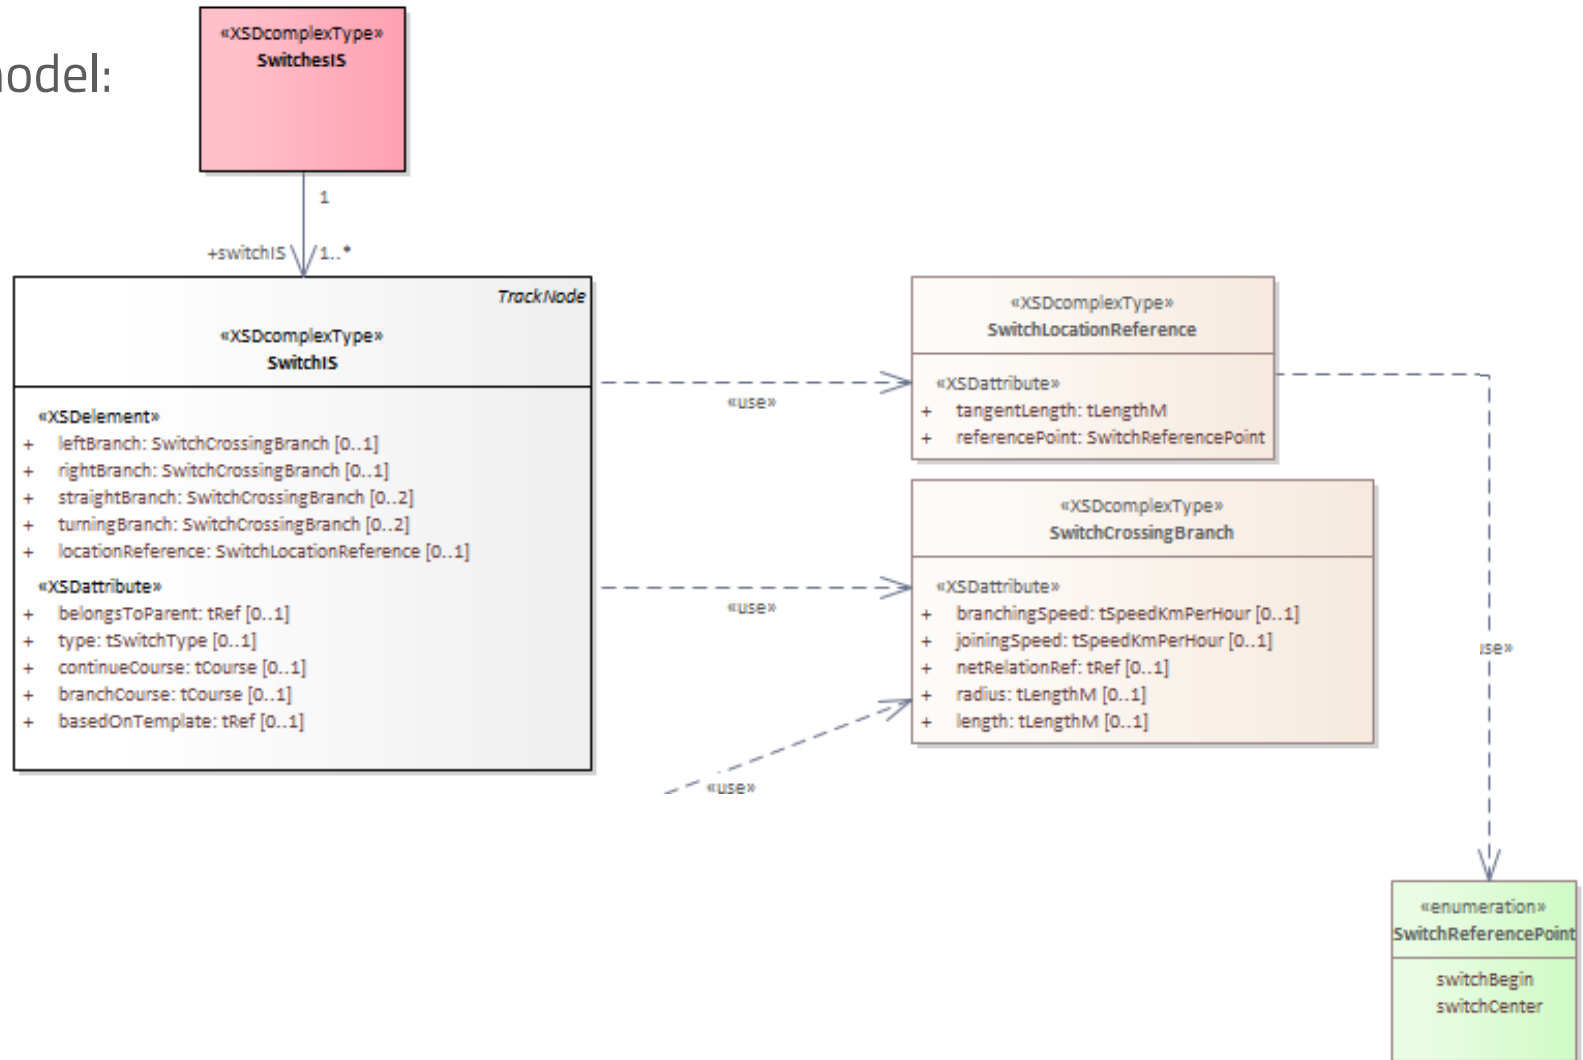 nodel:
«XSDcomplexType»
SwitchesIS
1
+switchIS
1..*
TrackNode
«XSDcomplexType»
SwitchIS
«XSDelement»
+ leftBranch: SwitchCrossingBranch [0..1]
+ rightBranch: SwitchCrossingBranch [0..1]
+ straightBranch: SwitchCrossingBranch [0..2]
+ turningBranch: SwitchCrossingBranch [0..2]
+ locationReference: SwitchLocationReference [0..1]
«XSDattribute»
+ belongsToParent: tRef [0..1]
+ type: tSwitchType [0..1]
+ continueCourse: tCourse [0..1]
+ branchCourse: tCourse [0..1]
+ basedOnTemplate: tRef [0..1]
«use»
«use»
«use»
«XSDcomplexType»
SwitchLocationReference
«XSDattribute»
+ tangentLength: tLengthM
+ referencePoint: SwitchReferencePoint
«XSDcomplexType»
SwitchCrossingBranch
«XSDattribute»
+ branchingSpeed: tSpeedKmPerHour [0..1]
+ joiningSpeed: tSpeedKmPerHour [0..1]
+ netRelationRef: tRef [0..1]
+ radius: tLengthM [0..1]
+ length: tLengthM [0..1]
use»
«enumeration»
SwitchReferencePoint
switchBegin
switchCenter